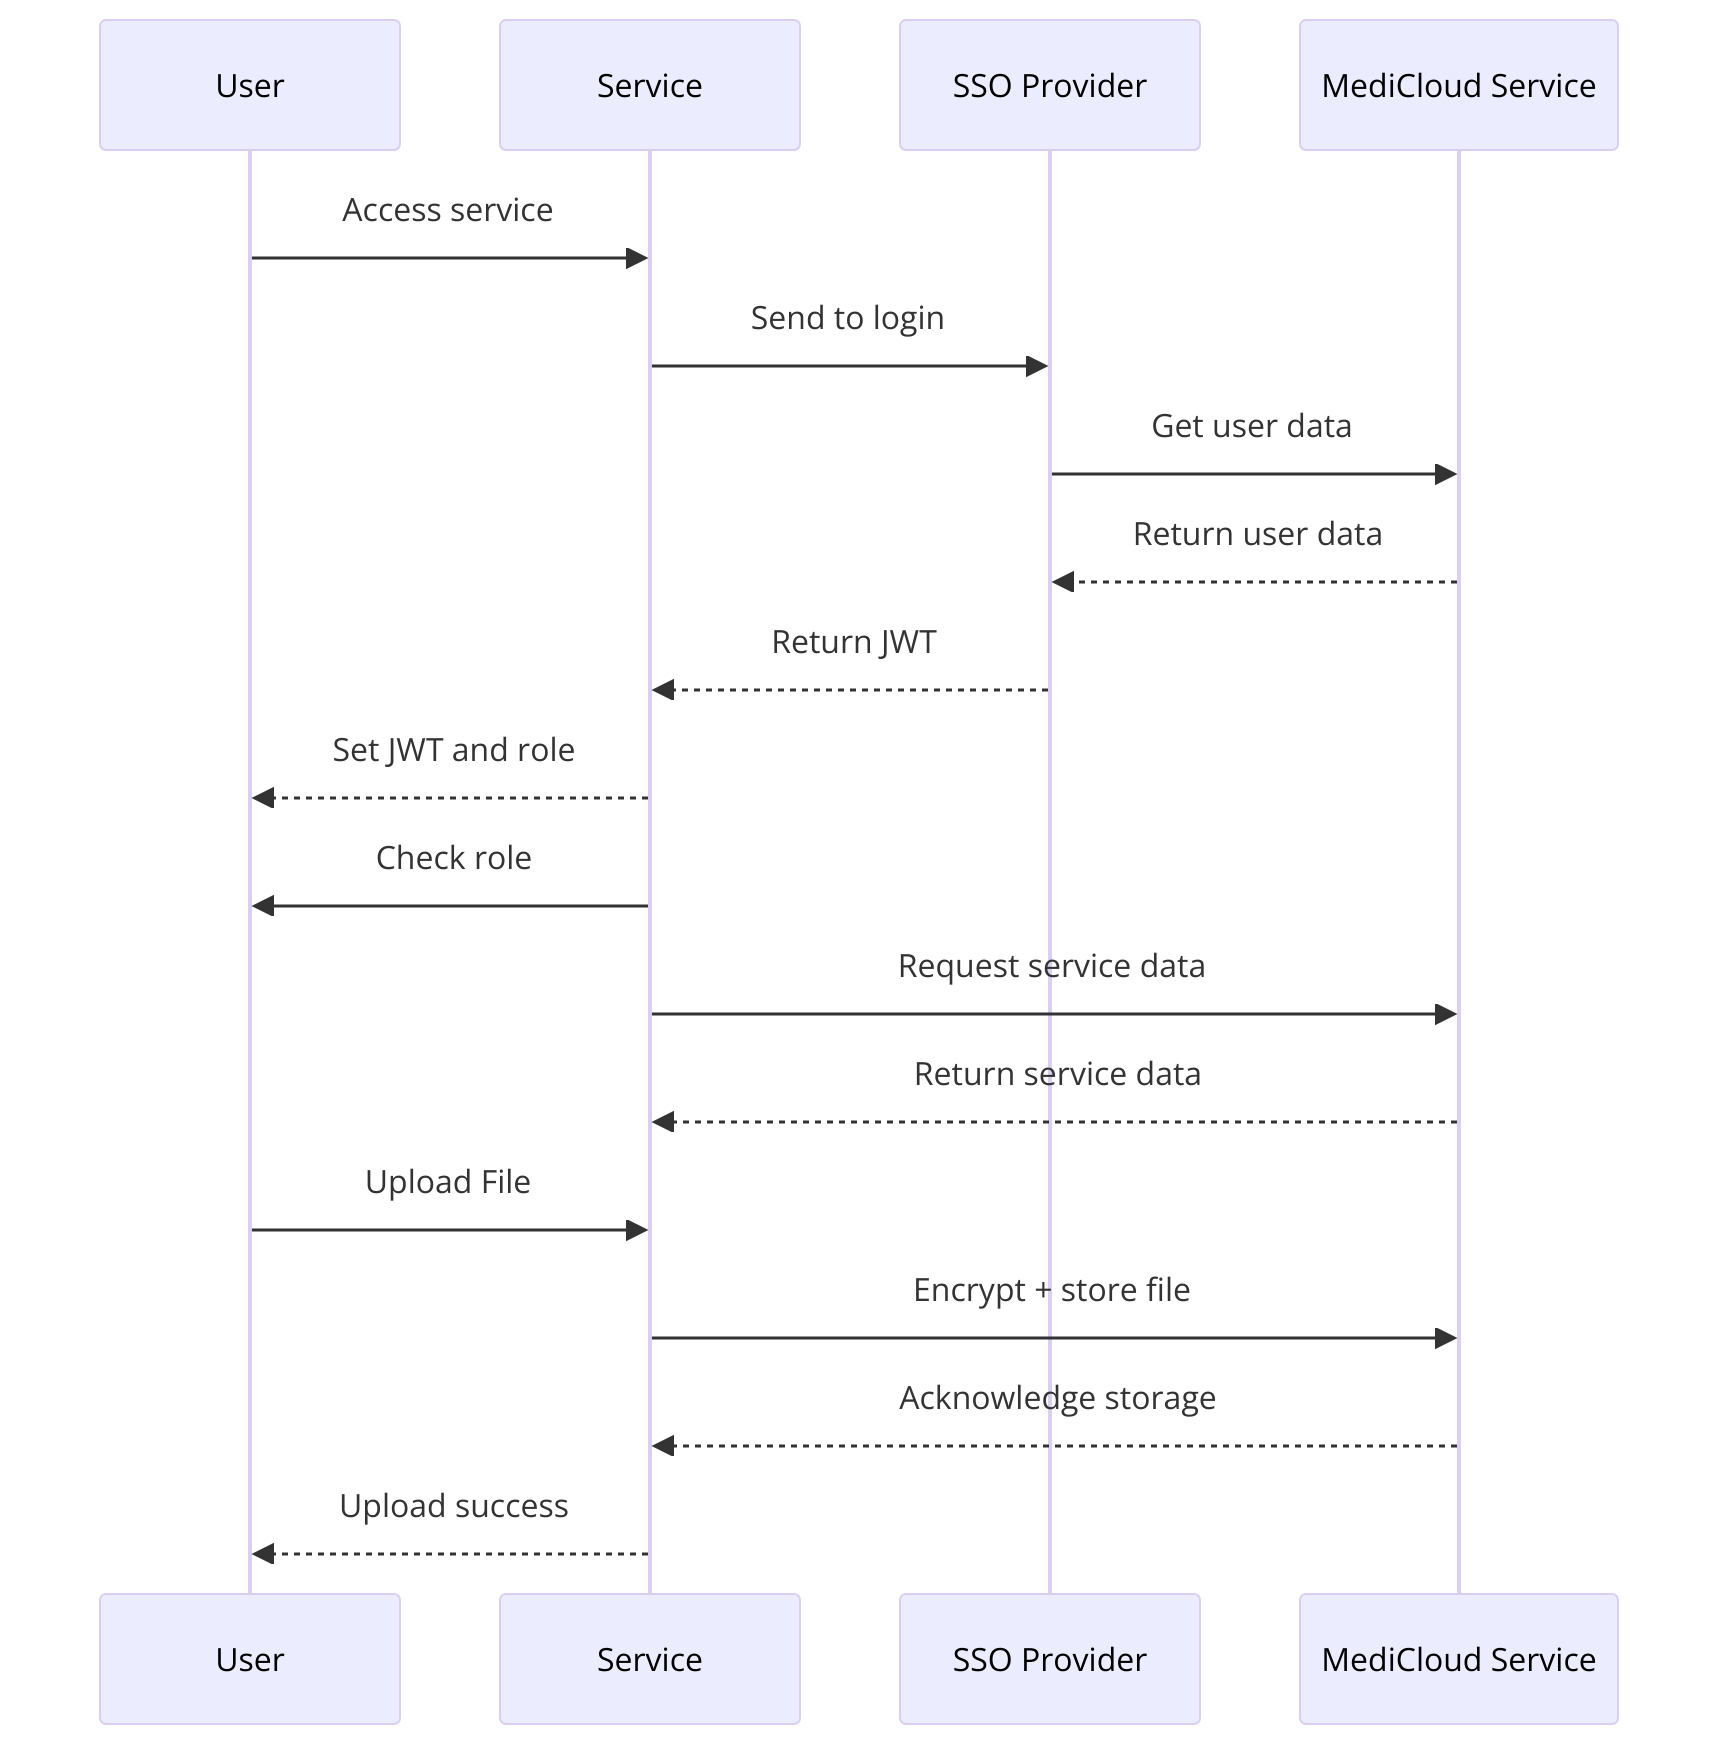 User
Service
SSO Provider
MediCloud Service
Access service
Send to login
Get user data
Return user data
Return JWT
Set JWT and role
Check role
Request service data
Return service data
Upload File
Encrypt + store file
Acknowledge storage
Upload success
User
Service
SSO Provider
MediCloud Service